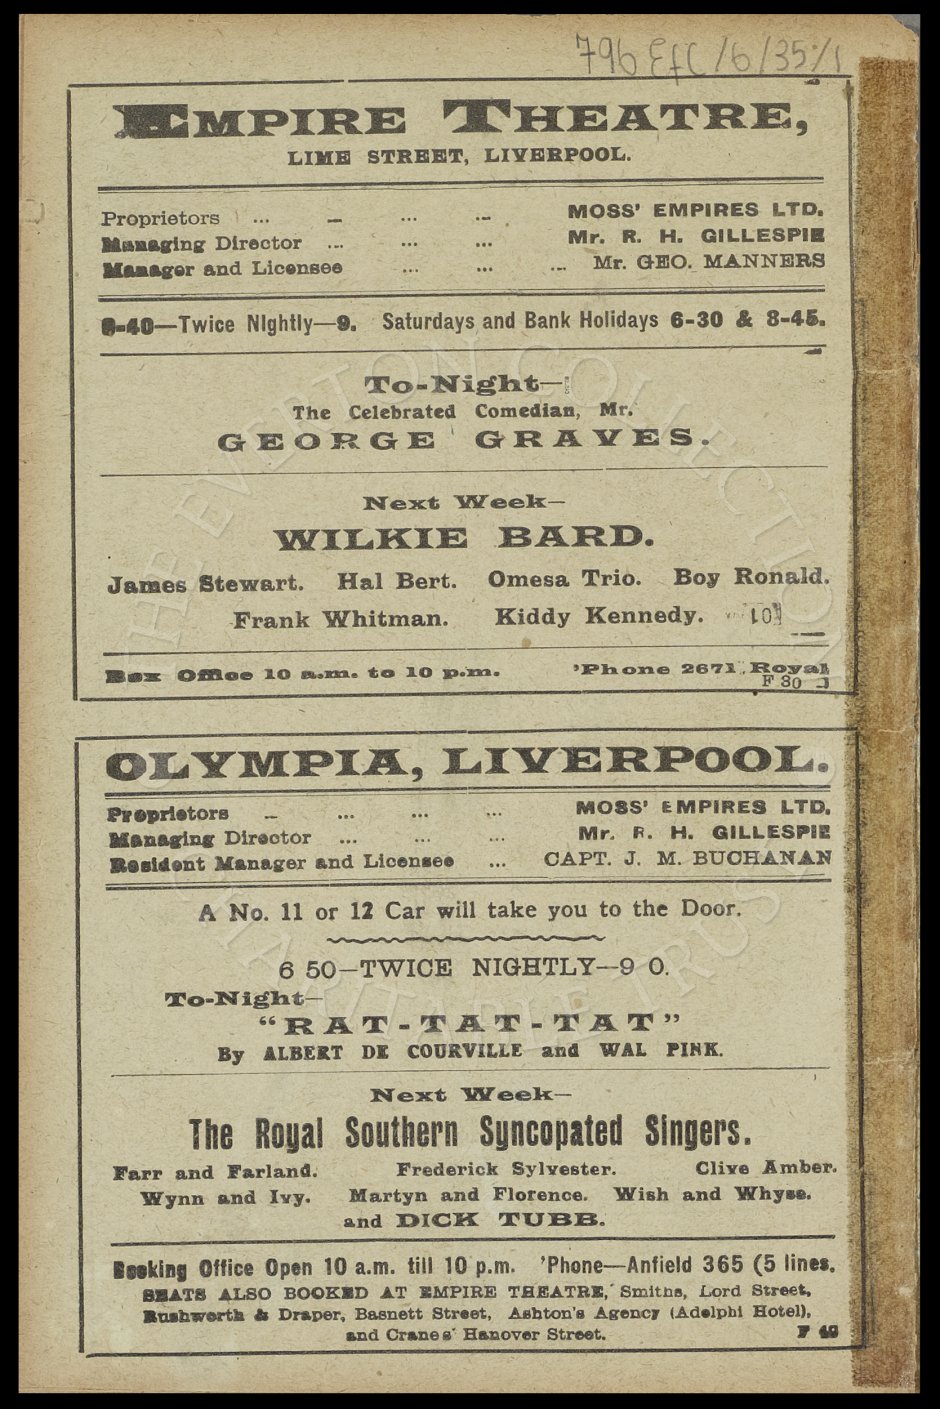 796 EFC/6/35/1
EMPIRE THEATRE,
LIME STREET, LIVERPOOL.
Proprietors ... ... ... ... MOSS' EMPIRES LTD.
Managing Director ... ... ... Mr. R. H. GILLESPIE
Manager and Licensee ... ... ... Mr. GEO. MANNERS
6-40—Twice Nightly—9. Saturdays and Bank Holidays 6-30 & 8-45.
To-Night—
The Celebrated Comedian, Mr.
GEORGE GRAVES.
Next Week—
WILKIE BARD.
James Stewart. Hal Bert. Omesa Trio. Boy Ronald.
Frank Whitman. Kiddy Kennedy.
Box Office 10 a.m. to 10 p.m. 'Phone 2671, Royal
F 30
OLYMPIA, LIVERPOOL.
Proprietors ... ... ... ... MOSS' EMPIRES LTD.
Managing Director ... ... ... Mr. R. H. GILLESPIE
Resident Manager and Licensee ... CAPT. J. M. BUCHANAN
A No. 11 or 12 Car will take you to the Door.
6 50—TWICE NIGHTLY—9 0.
To-Night—
“RAT-TAT-TAT”
By ALBERT DE COURVILLE and WAL PINK.
Next Week—
The Royal Southern Syncopated Singers.
Farr and Farland. Frederick Sylvester. Clive Amber.
Wynn and Ivy. Martyn and Florence. Wish and Whyse.
and DICK TUBB.
Booking Office Open 10 a.m. till 10 p.m. 'Phone—Anfield 365 (5 lines.
SEATS ALSO BOOKED AT EMPIRE THEATRE, Smiths, Lord Street,
Rushworth & Draper, Basnett Street, Ashton's Agency (Adelphi Hotel),
and Cranes' Hanover Street.
THE EVERTON COLLECTION
CHARITABLE TRUST